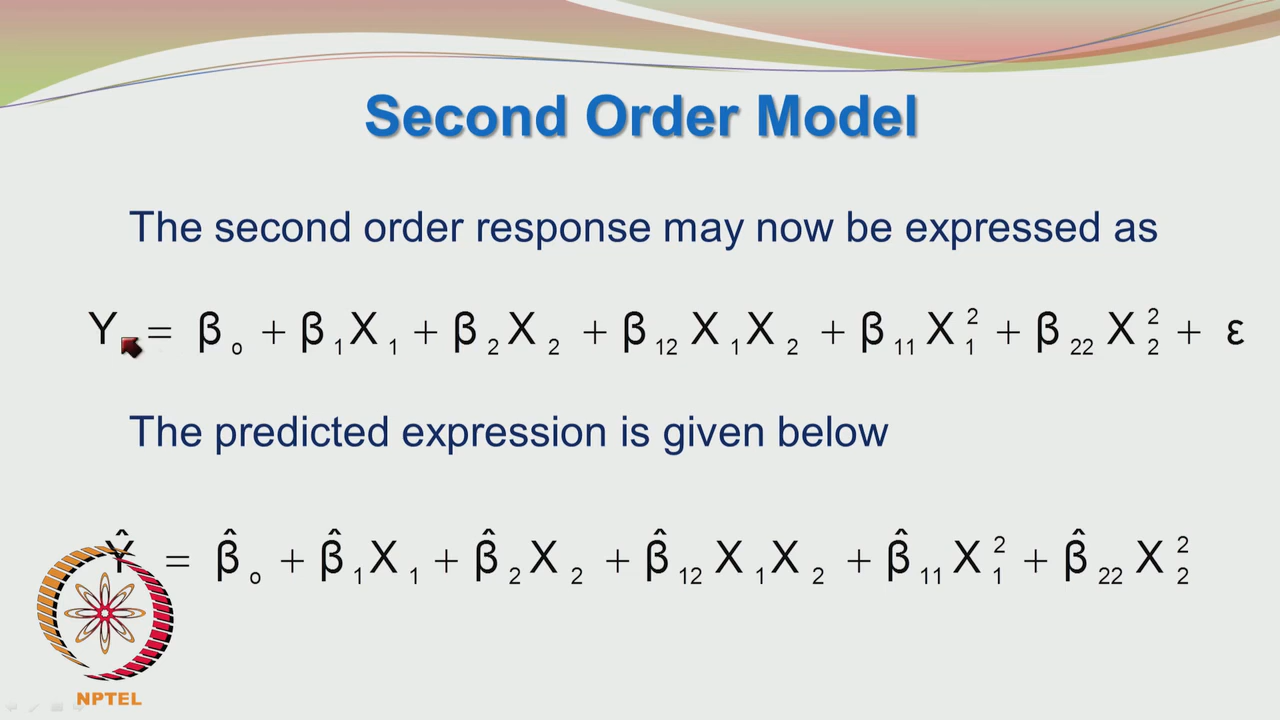 Second Order Model
The second order response may now be expressed as
Y = β₀ + β₁X₁ + β₂X₂ + β₁₂X₁X₂ + β₁₁X₁² + β₂₂X₂² + ε
The predicted expression is given below
Ŷ = β̂₀ + β̂₁X₁ + β̂₂X₂ + β̂₁₂X₁X₂ + β̂₁₁X₁² + β̂₂₂X₂²
NPTEL